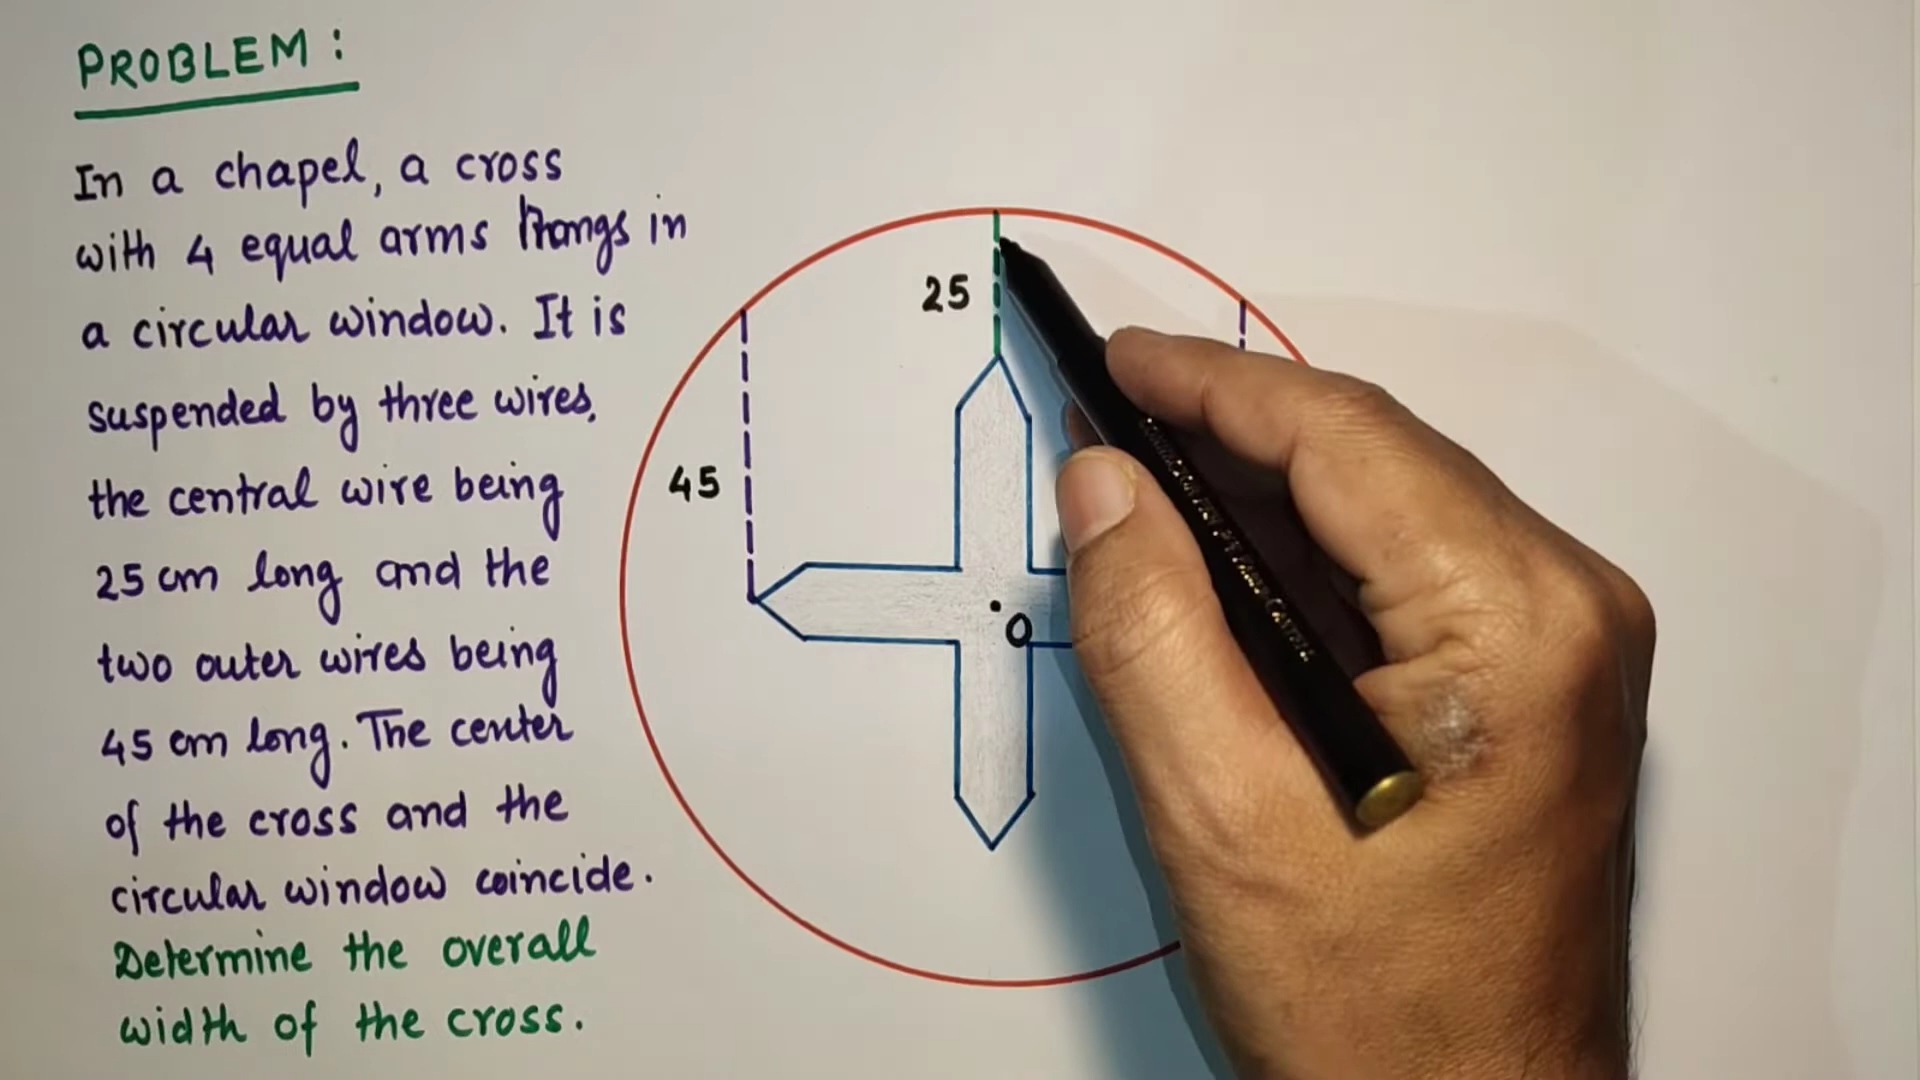 PROBLEM:
In a chapel, a cross
with 4 equal arms hangs in
a circular window. It is
suspended by three wires,
the central wire being
25 cm long and the
two outer wires being
45 cm long. The center
of the cross and the
circular window coincide.
Determine the overall
width of the cross.
25
45
O